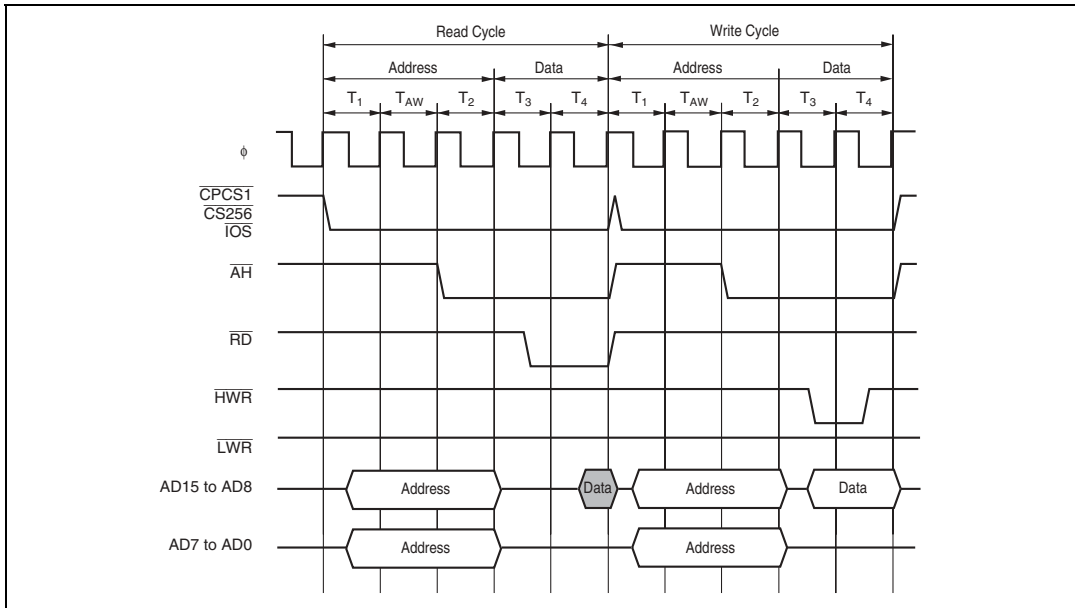 Read Cycle Write Cycle
Address Data Address Data
T1 TAW T2 T3 T4 T1 TAW T2 T3 T4
ϕ
CPCS1
CS256
IOS
AH
RD
HWR
LWR
AD15 to AD8 Address Data Address Data
AD7 to AD0 Address Address